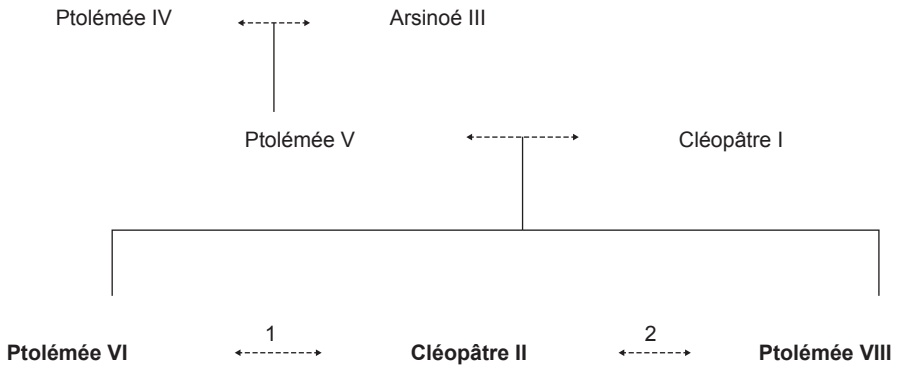 Ptolémée IV Arsinoé III
Ptolémée V Cléopâtre I
1 2
Ptolémée VI Cléopâtre II Ptolémée VIII